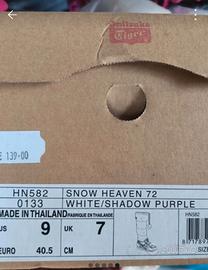 Onitsuka
Tiger
€ 139-00
HN582 SNOW HEAVEN 72
0133 WHITE/SHADOW PURPLE
MADE IN THAILAND FABRIQUE EN THAILANDE
US 9 UK 7
EURO 40.5 CM
HN582
SIZE